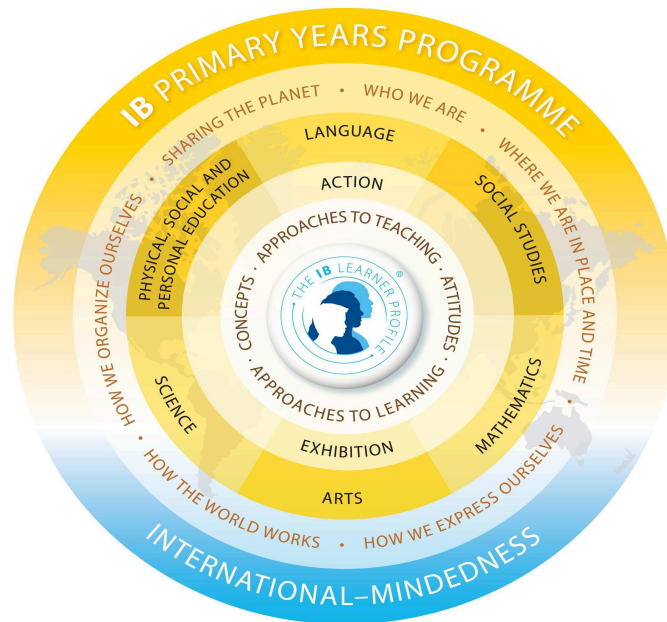 IB PRIMARY YEARS PROGRAMME
SHARING THE PLANET
•
WHO WE ARE
•
WHERE WE ARE IN PLACE AND TIME
•
HOW WE EXPRESS OURSELVES
•
HOW THE WORLD WORKS
•
HOW WE ORGANIZE OURSELVES
•
LANGUAGE
SOCIAL STUDIES
MATHEMATICS
ARTS
SCIENCE
PHYSICAL, SOCIAL AND
PERSONAL EDUCATION
ACTION
EXHIBITION
APPROACHES TO TEACHING
·
ATTITUDES
·
APPROACHES TO LEARNING
·
CONCEPTS
·
THE IB LEARNER PROFILE
®
INTERNATIONAL–MINDEDNESS